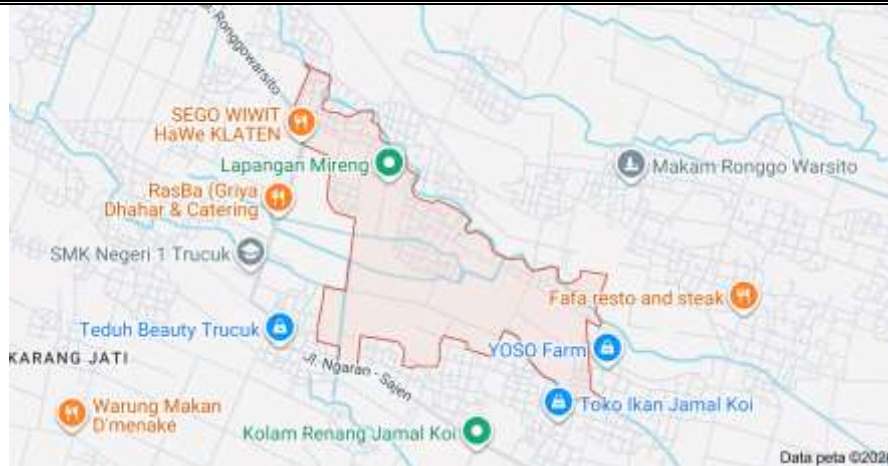 Ronggowarsito
SEGO WIWIT
HaWe KLATEN
Lapangan Mireng
Makam Ronggo Warsito
RasBa (Griya
Dhahar & Catering
SMK Negeri 1 Trucuk
Fafa resto and steak
Teduh Beauty Trucuk
YOSO Farm
KARANG JATI
Jl. Ngaran - Sajen
Warung Makan
D'menake
Toko Ikan Jamal Koi
Kolam Renang Jamal Koi
Data peta